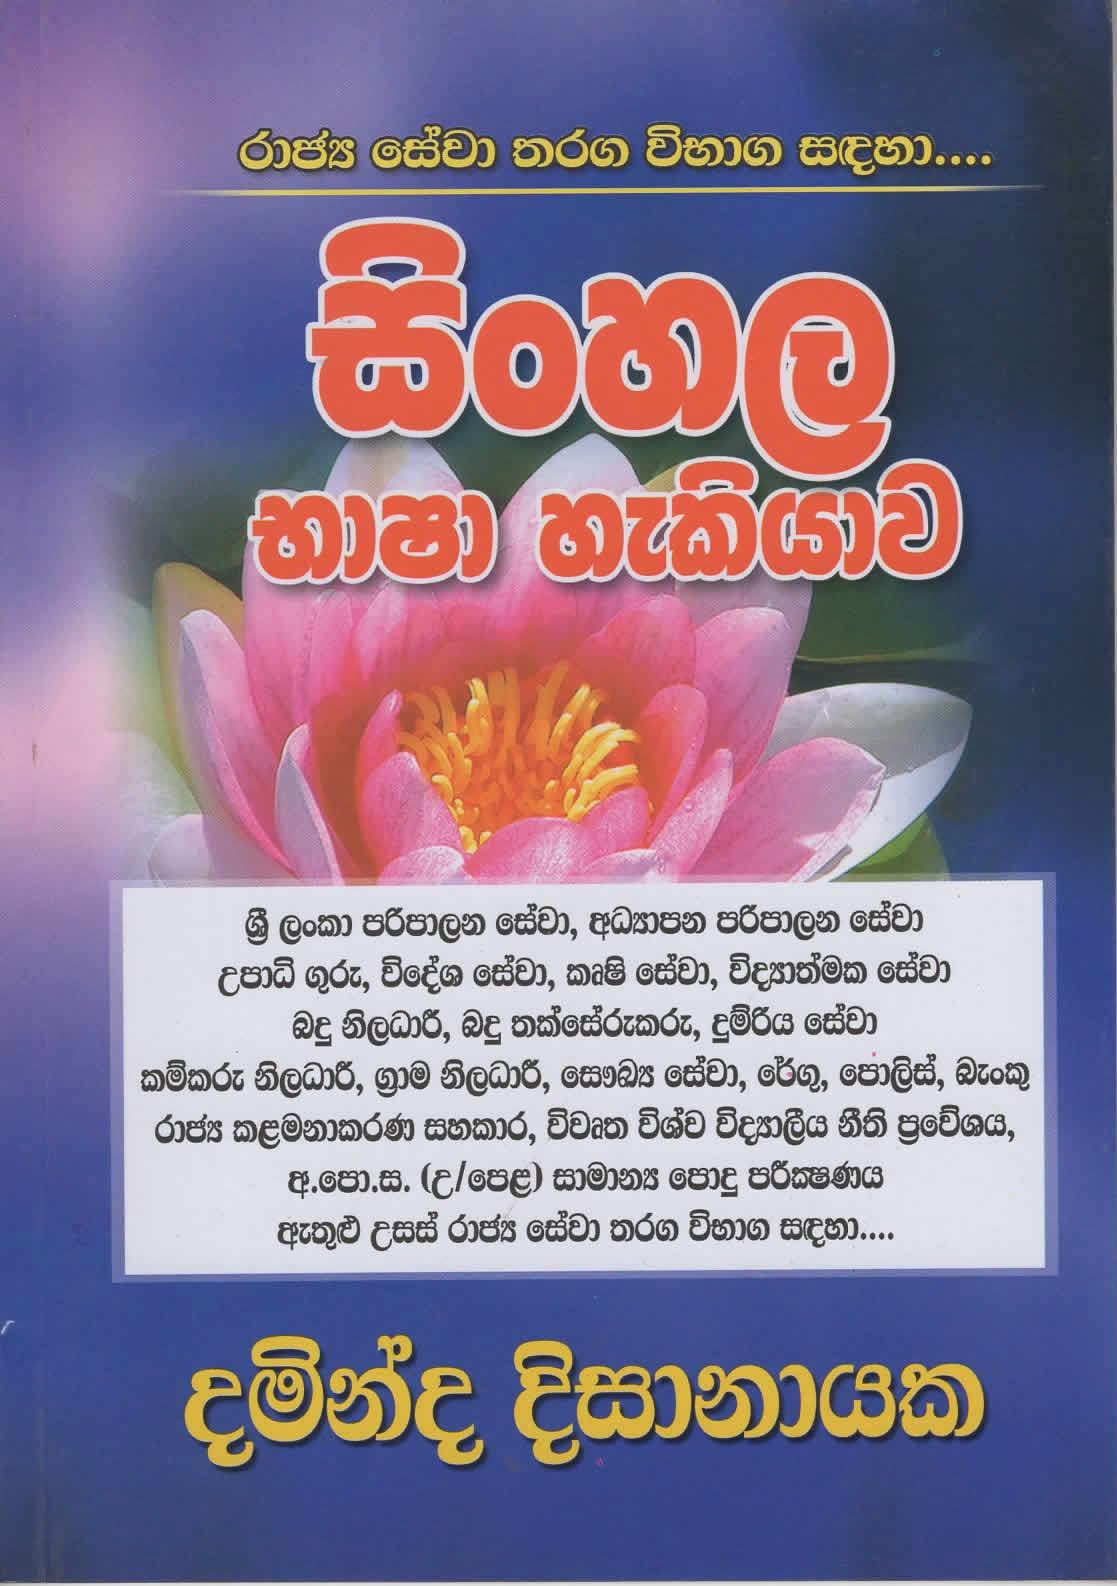 රාජ්‍ය සේවා තරග විභාග සඳහා....
සිංහල
භාෂා හැකියාව
ශ්‍රී ලංකා පරිපාලන සේවා, අධ්‍යාපන පරිපාලන සේවා
උපාධි ගුරු, විදේශ සේවා, කෘෂි සේවා, විද්‍යාත්මක සේවා
බදු නිලධාරී, බදු තක්සේරුකරු, දුම්රිය සේවා
කම්කරු නිලධාරී, ග්‍රාම නිලධාරී, සෞඛ්‍ය සේවා, රේගු, පොලිස්, බැංකු
රාජ්‍ය කළමනාකරණ සහකාර, විවෘත විශ්ව විද්‍යාලීය නීති ප්‍රවේශය,
අ.පො.ස. (උ/පෙළ) සාමාන්‍ය පොදු පරීක්‍ෂණය
ඇතුළු උසස් රාජ්‍ය සේවා තරග විභාග සඳහා....
දමින්ද දිසානායක